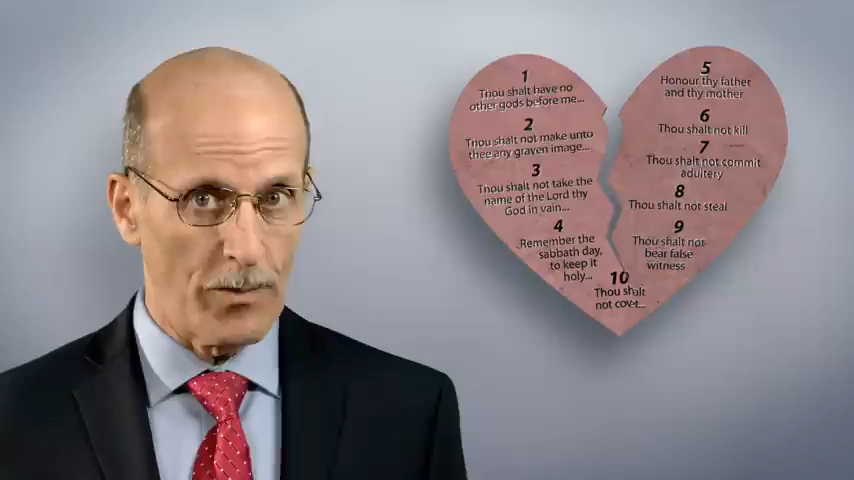 1
Thou shalt have no
other gods before me...
2
Thou shalt not make unto
thee any graven image...
3
Thou shalt not take the
name of the Lord thy
God in vain...
4
Remember the
sabbath day,
to keep it
holy...
5
Honour thy father
and thy mother
6
Thou shalt not kill
7
Thou shalt not commit
adultery
8
Thou shalt not steal
9
Thou shalt not
bear false
witness
10
Thou shalt
not covet...